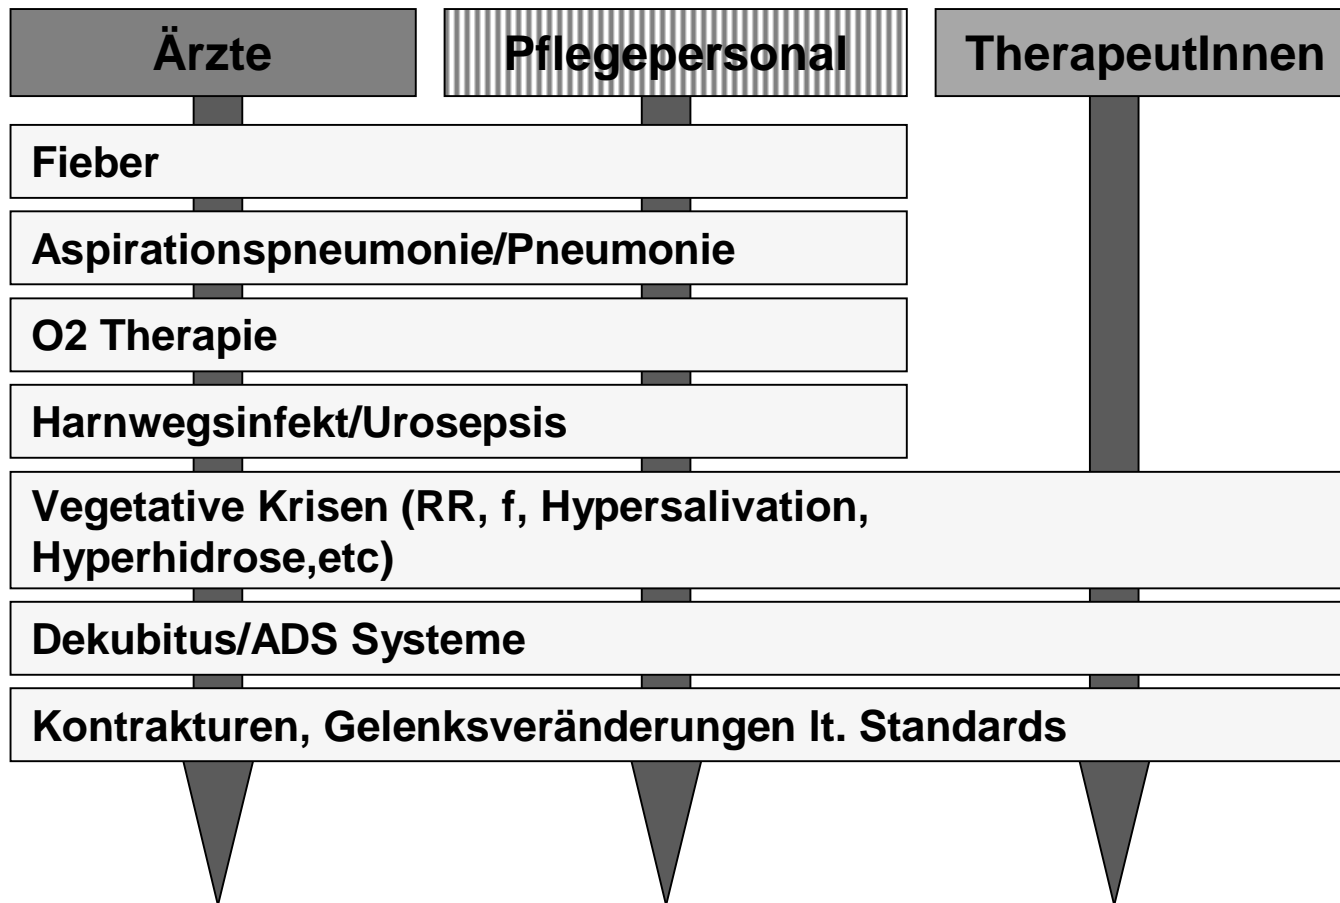 Ärzte
Pflegepersonal
TherapeutInnen
Fieber
Aspirationspneumonie/Pneumonie
O2 Therapie
Harnwegsinfekt/Urosepsis
Vegetative Krisen (RR, f, Hypersalivation,
Hyperhidrose,etc)
Dekubitus/ADS Systeme
Kontrakturen, Gelenksveränderungen lt. Standards